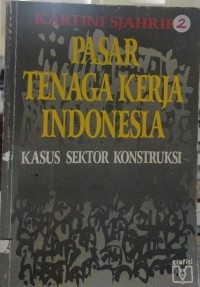 KARTINI SJAHRIR
2
PASAR
TENAGA KERJA
INDONESIA
KASUS SEKTOR KONSTRUKSI
grafiti